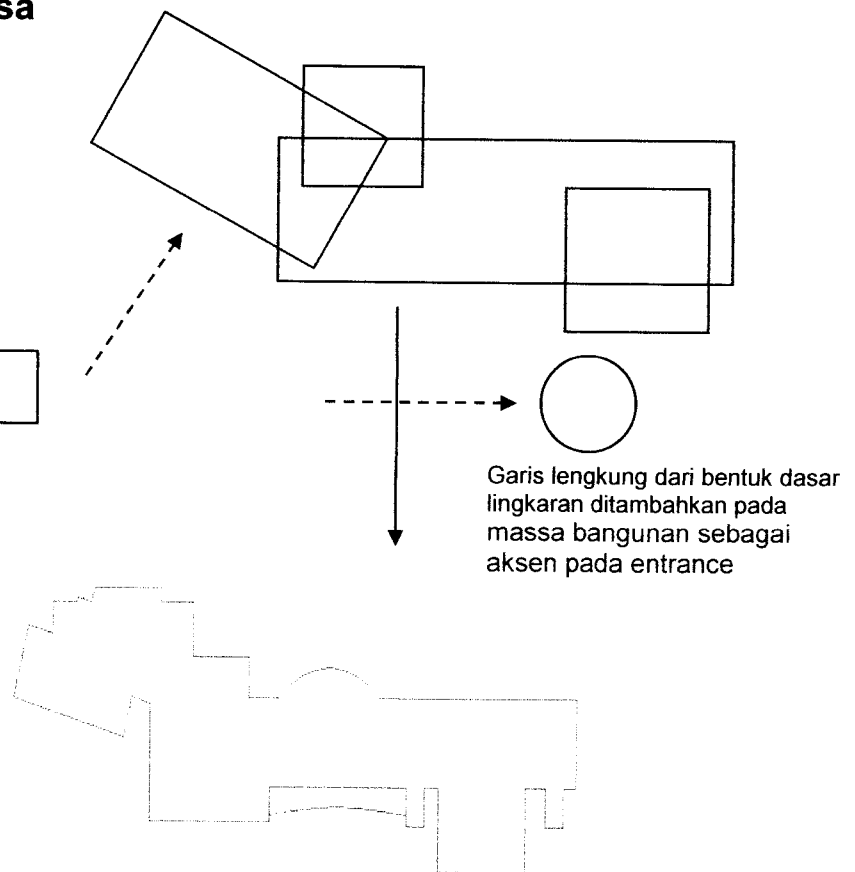 sa
Garis lengkung dari bentuk dasar
lingkaran ditambahkan pada
massa bangunan sebagai
aksen pada entrance